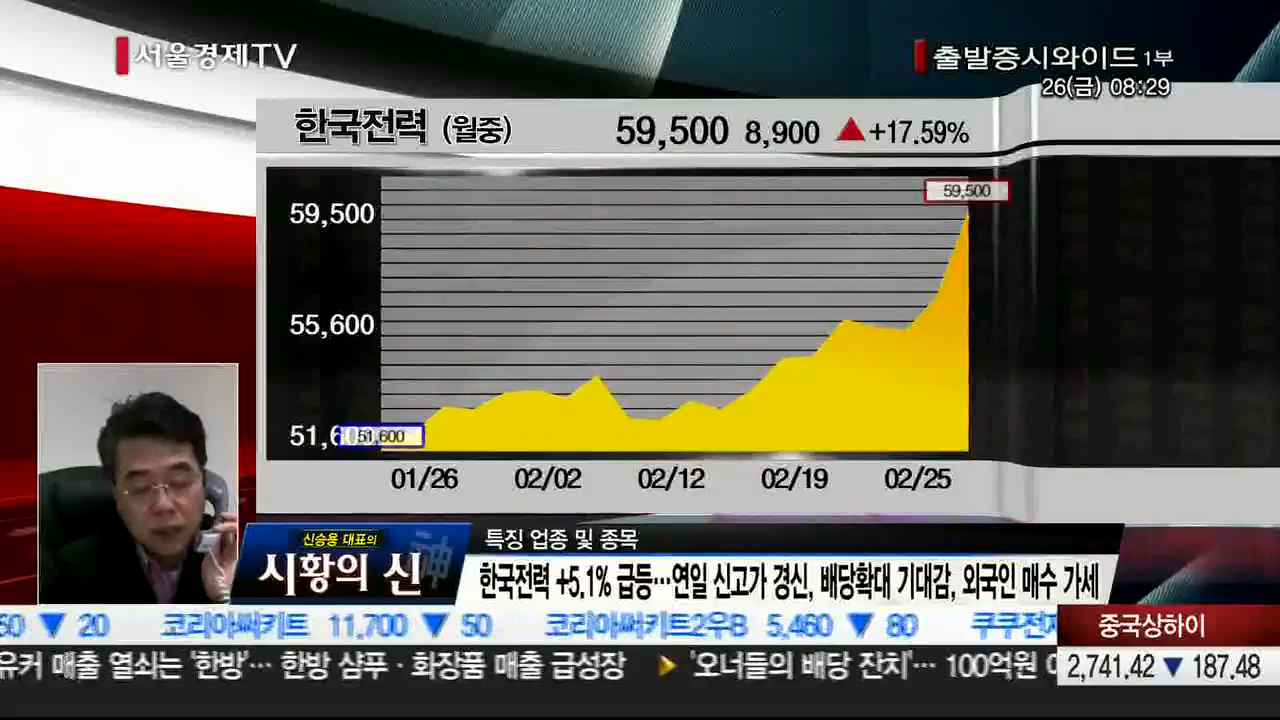 서울경제TV
출발증시와이드 1부
26(금) 08:29
한국전력 (월중) 59,500 8,900 ▲+17.59%
59,500
59,500
55,600
51,600
01/26 02/02 02/12 02/19 02/25
신승용 대표의
시황의 신
神
특징 업종 및 종목
한국전력 +5.1% 급등…연일 신고가 경신, 배당확대 기대감, 외국인 매수 가세
50 ▼ 20 코리아써키트 11,700 ▼ 50 코리아써키트2우B 5,460 ▼ 80 쿠쿠전자
중국상하이
유커 매출 열쇠는 '한방'… 한방 샴푸·화장품 매출 급성장 ▶ '오너들의 배당 잔치'… 100억원
2,741.42 ▼ 187.48